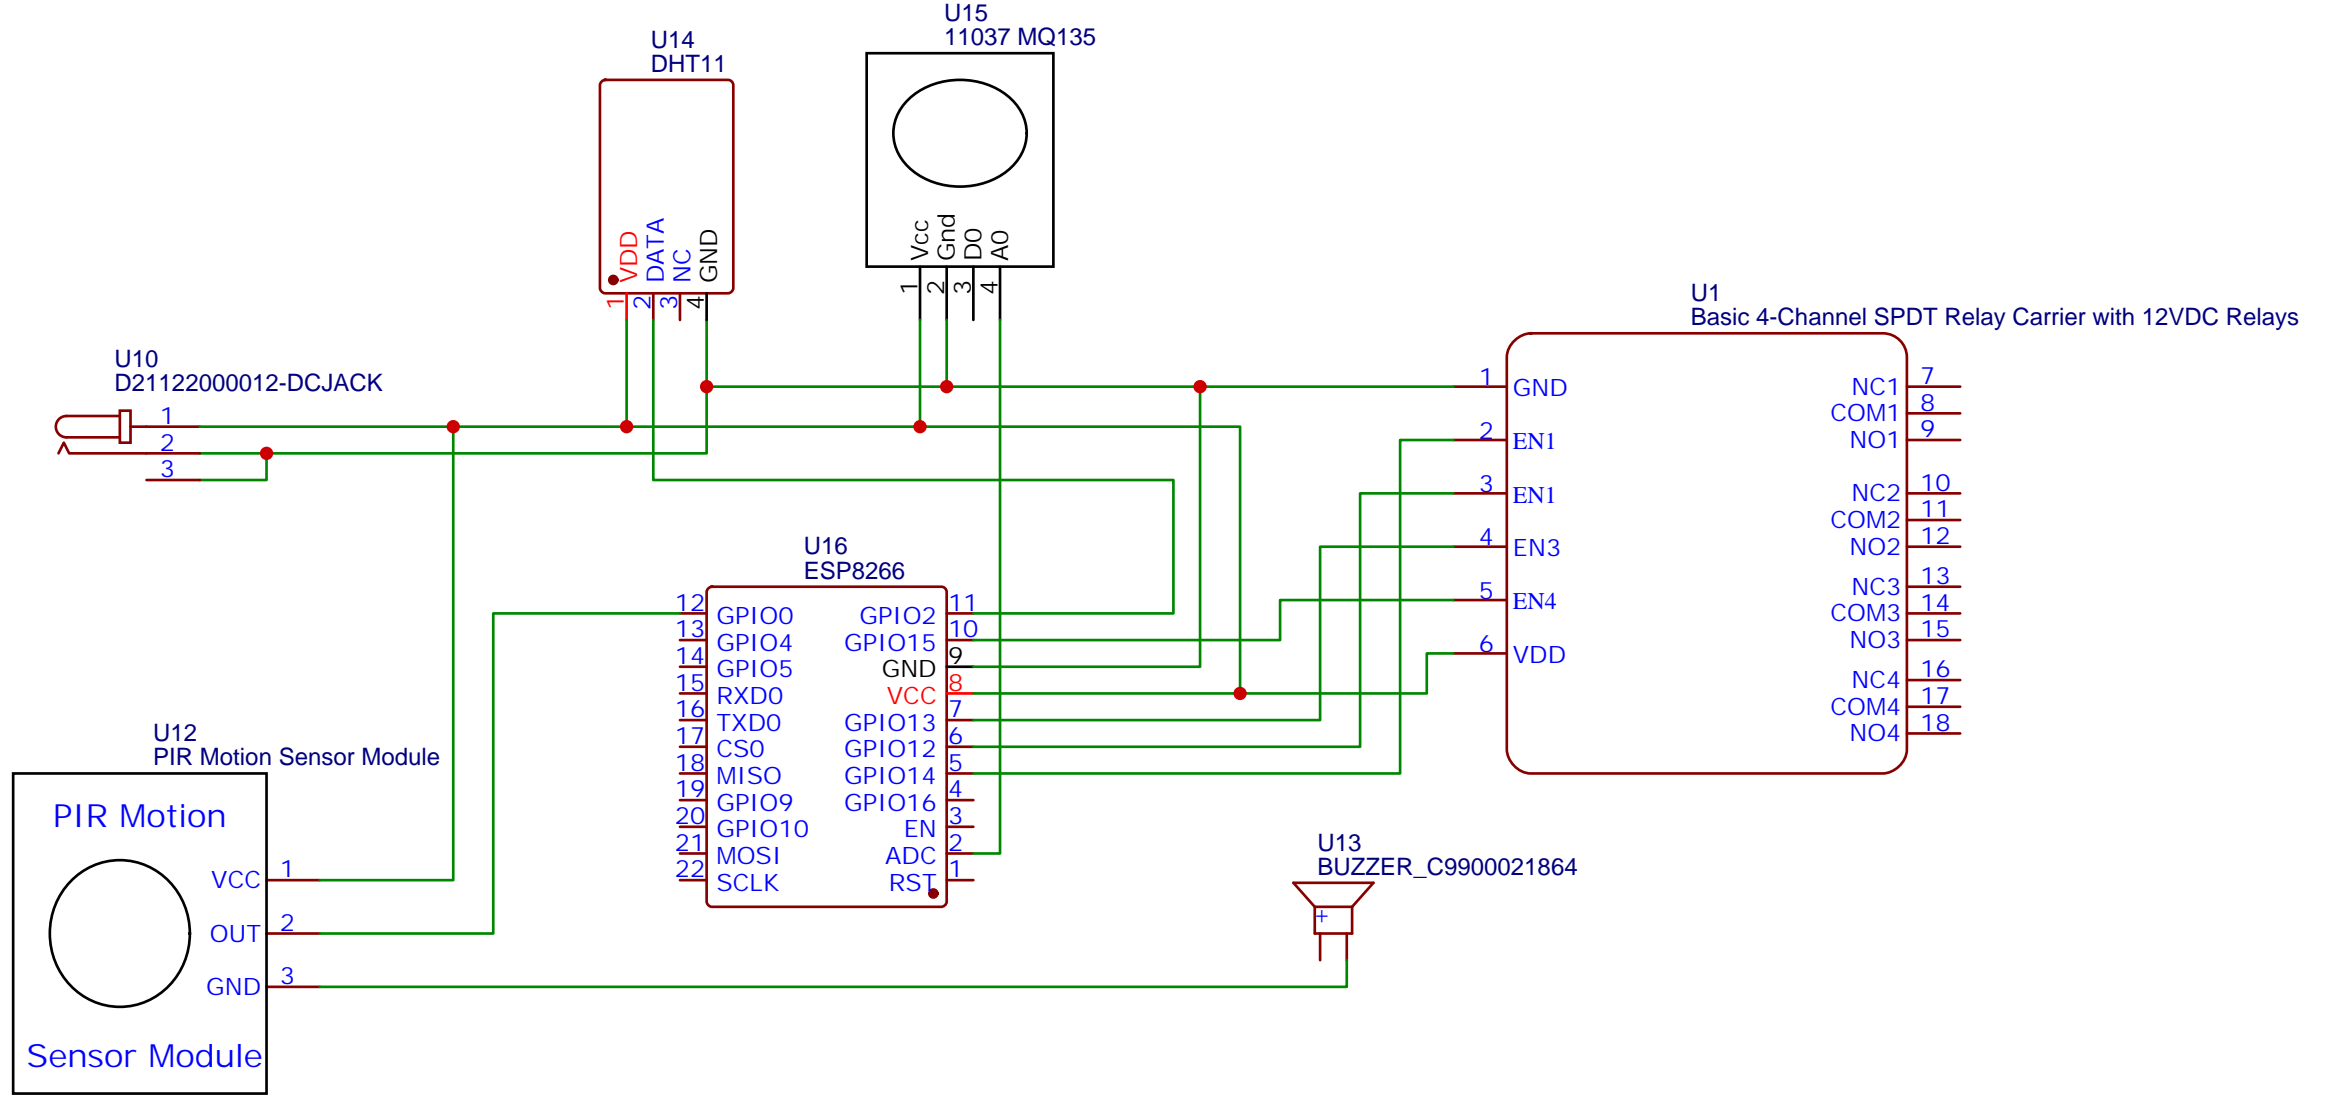 U15
11037 MQ135
Vcc
Gnd
D0
A0
1
2
3
4
U14
DHT11
VDD
DATA
NC
GND
1
2
3
4
U10
D21122000012-DCJACK
1
2
3
U1
Basic 4-Channel SPDT Relay Carrier with 12VDC Relays
1 GND
2 EN1
3 EN1
4 EN3
5 EN4
6 VDD
NC1 7
COM1 8
NO1 9
NC2 10
COM2 11
NO2 12
NC3 13
COM3 14
NO3 15
NC4 16
COM4 17
NO4 18
U16
ESP8266
12 GPIO0 GPIO2 11
13 GPIO4 GPIO15 10
14 GPIO5 GND 9
15 RXD0 VCC 8
16 TXD0 GPIO13 7
17 CS0 GPIO12 6
18 MISO GPIO14 5
19 GPIO9 GPIO16 4
20 GPIO10 EN 3
21 MOSI ADC 2
22 SCLK RST 1
U12
PIR Motion Sensor Module
PIR Motion
VCC 1
OUT 2
GND 3
Sensor Module
U13
BUZZER_C9900021864
+